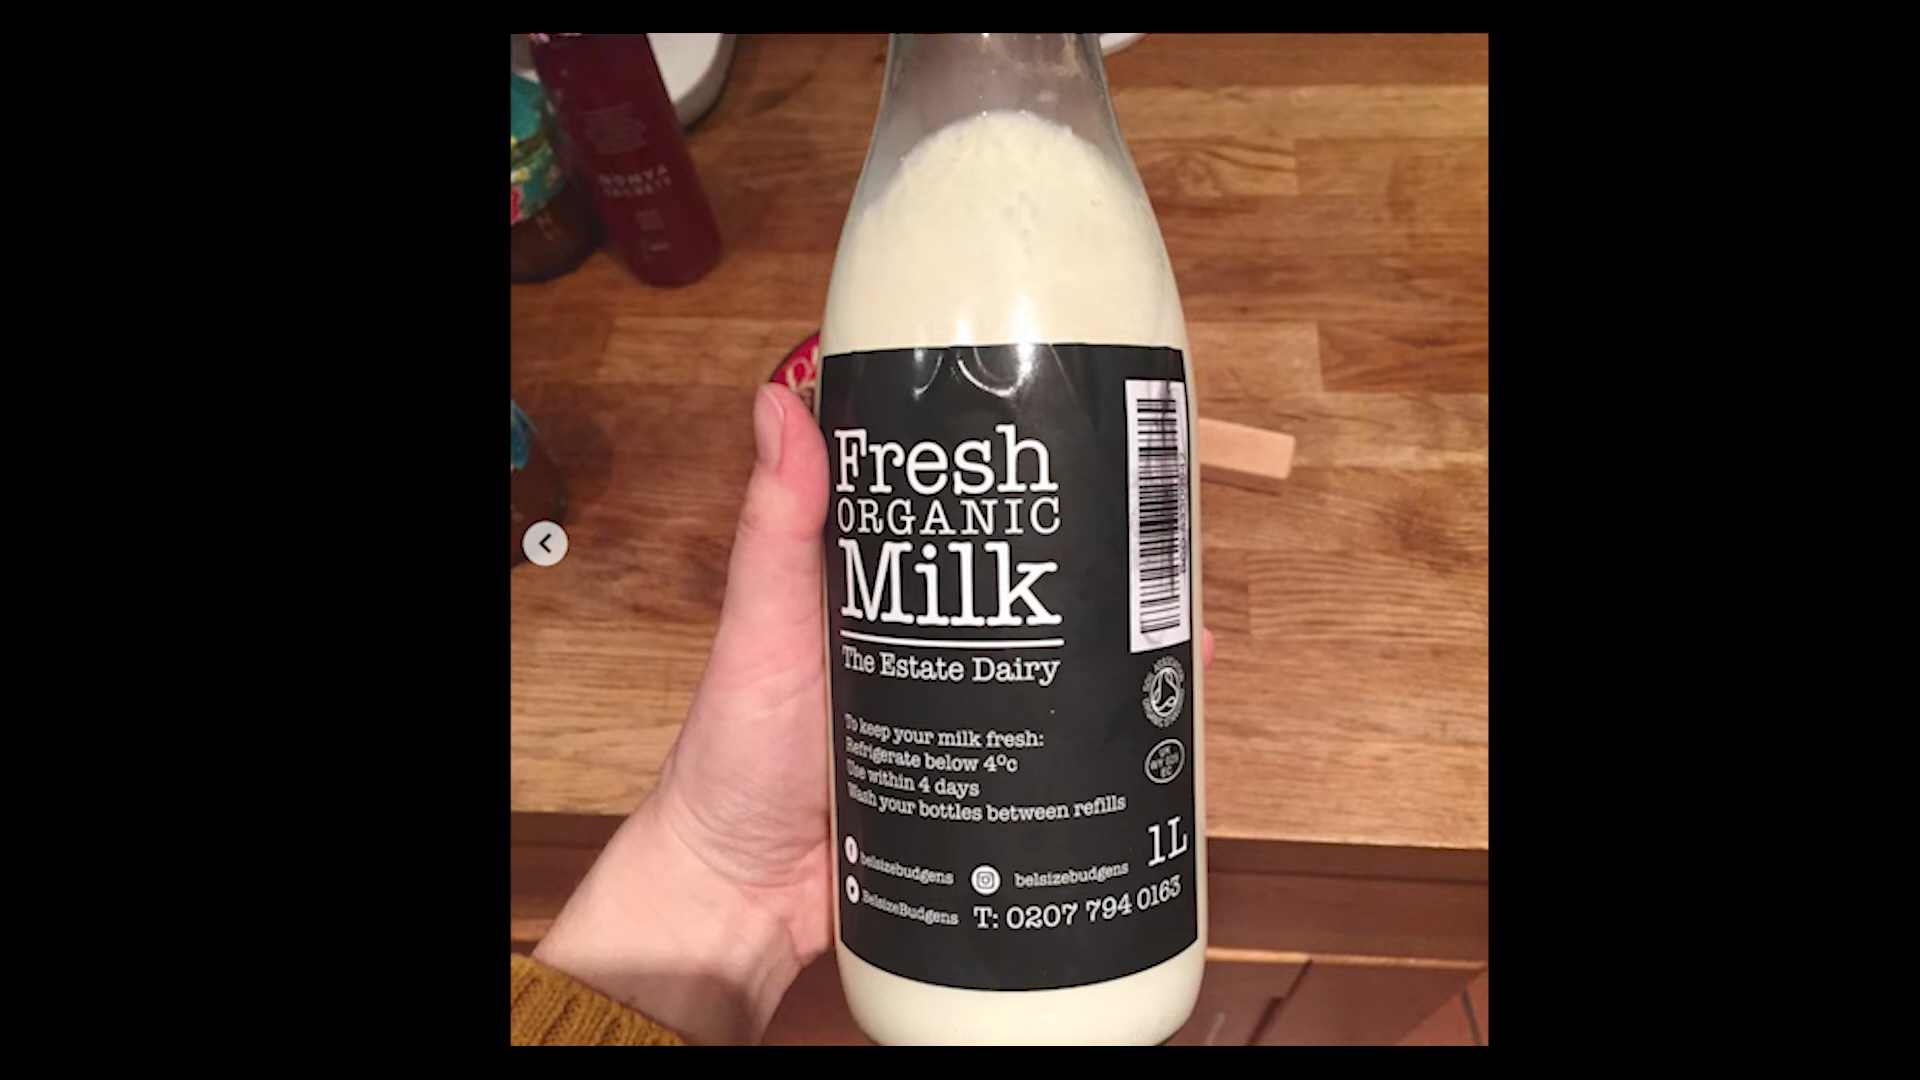 Fresh
ORGANIC
Milk
The Estate Dairy
To keep your milk fresh:
Refrigerate below 4ºc
Use within 4 days
Wash your bottles between refills
1L
belsizebudgens
belsizebudgens
BelsizeBudgens
T: 0207 794 0163